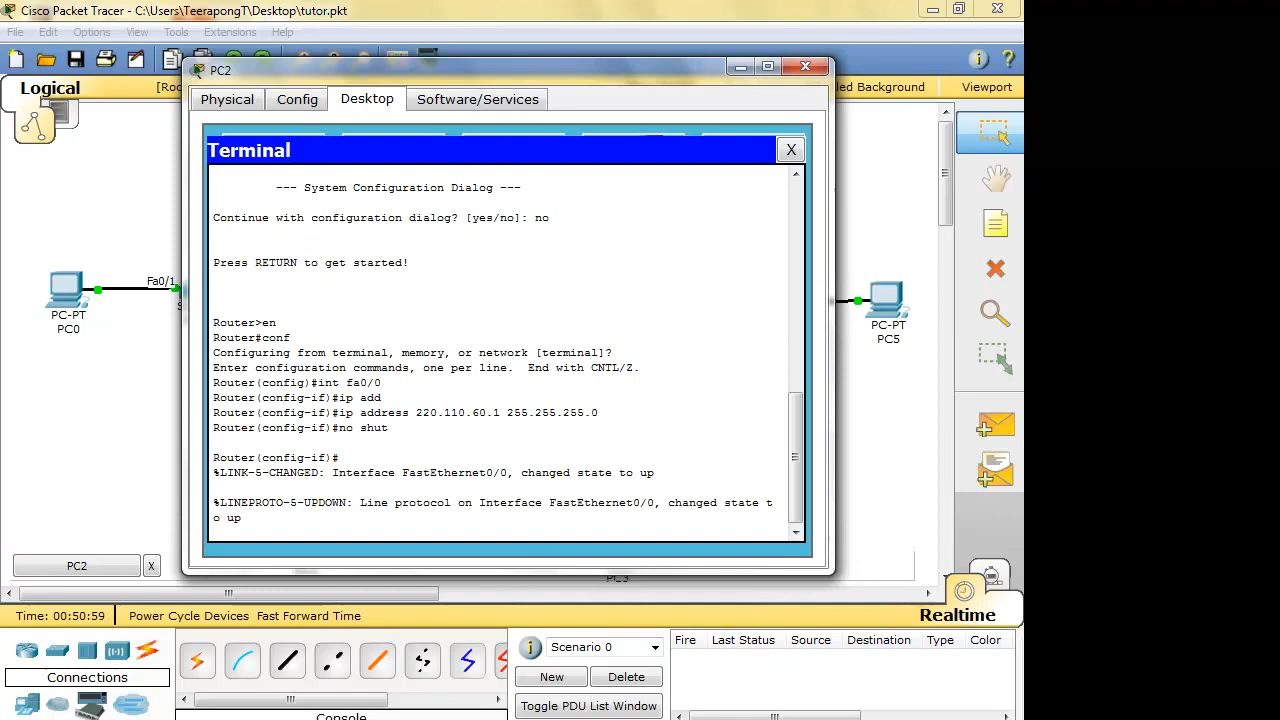 Cisco Packet Tracer - C:\Users\TeerapongT\Desktop\tutor.pkt
File Edit Options View Tools Extensions Help
PC2
Logical
[Roo
led Background
Viewport
Physical Config Desktop Software/Services
Terminal
X
--- System Configuration Dialog ---
Continue with configuration dialog? [yes/no]: no
Press RETURN to get started!
Router>en
Router#conf
Configuring from terminal, memory, or network [terminal]?
Enter configuration commands, one per line. End with CNTL/Z.
Router(config)#int fa0/0
Router(config-if)#ip add
Router(config-if)#ip address 220.110.60.1 255.255.255.0
Router(config-if)#no shut
Router(config-if)#
%LINK-5-CHANGED: Interface FastEthernet0/0, changed state to up
%LINEPROTO-5-UPDOWN: Line protocol on Interface FastEthernet0/0, changed state t
o up
Fa0/1
PC-PT
PC0
PC-PT
PC5
PC3
PC2
X
Time: 00:50:59
Power Cycle Devices Fast Forward Time
Realtime
Connections
Console
Scenario 0
New
Delete
Toggle PDU List Window
Fire Last Status Source Destination Type Color